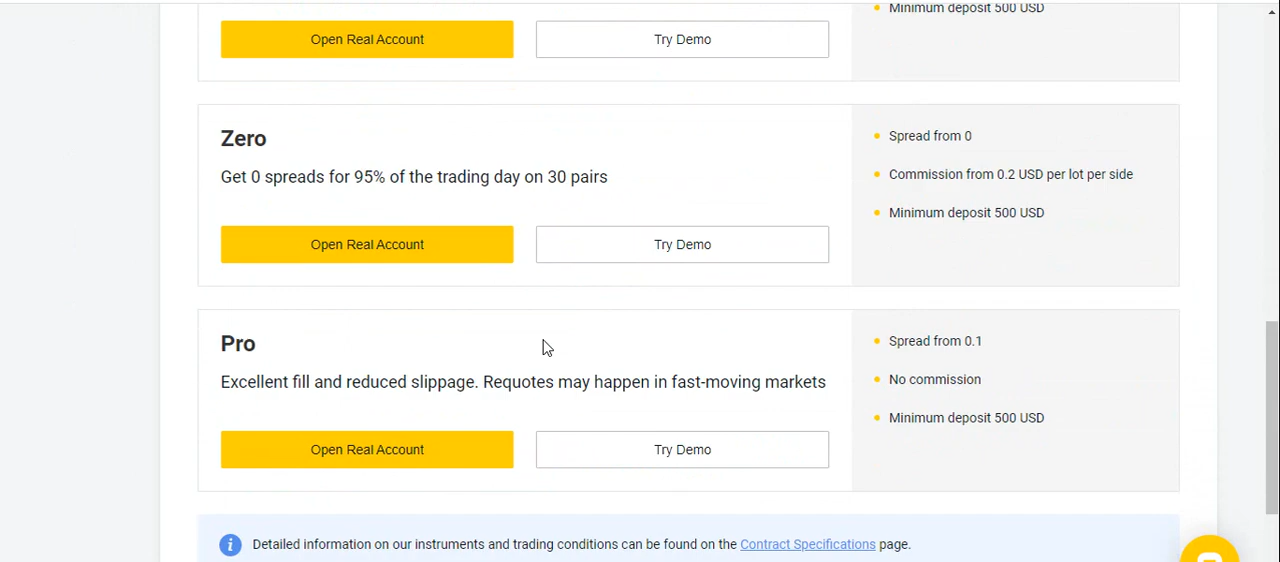 Minimum deposit 500 USD
Open Real Account
Try Demo
Zero
Get 0 spreads for 95% of the trading day on 30 pairs
Spread from 0
Commission from 0.2 USD per lot per side
Minimum deposit 500 USD
Open Real Account
Try Demo
Pro
Excellent fill and reduced slippage. Requotes may happen in fast-moving markets
Spread from 0.1
No commission
Minimum deposit 500 USD
Open Real Account
Try Demo
Detailed information on our instruments and trading conditions can be found on the Contract Specifications page.